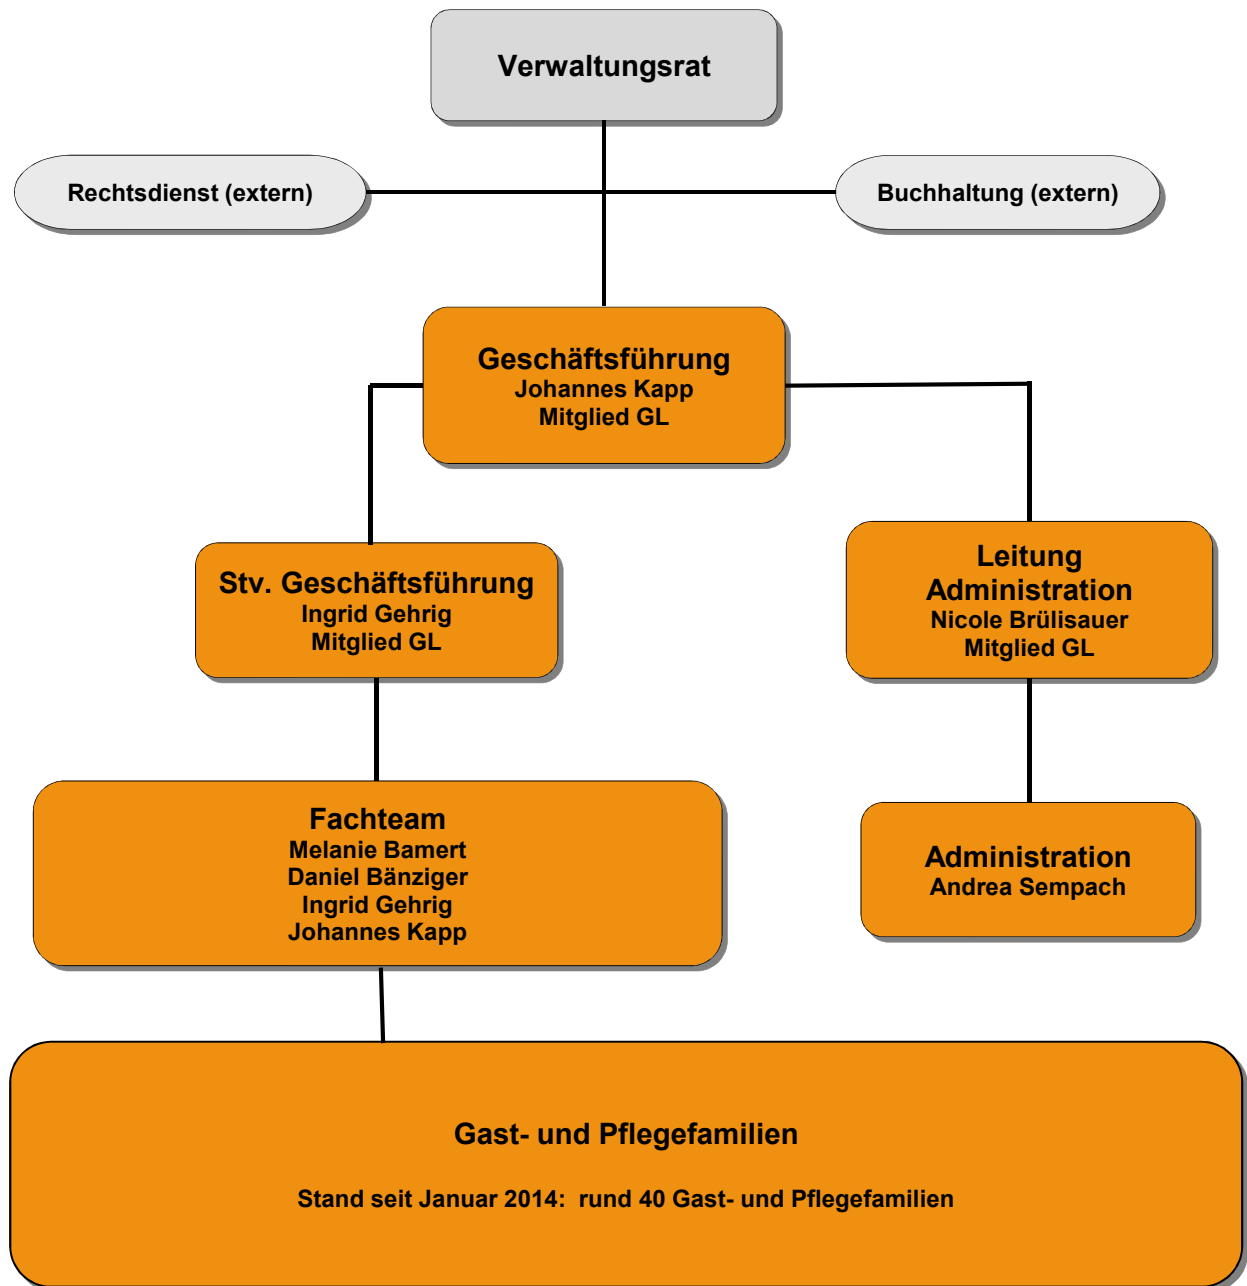 Verwaltungsrat
Rechtsdienst (extern)
Buchhaltung (extern)
Geschäftsführung
Johannes Kapp
Mitglied GL
Stv. Geschäftsführung
Ingrid Gehrig
Mitglied GL
Leitung
Administration
Nicole Brülisauer
Mitglied GL
Fachteam
Melanie Bamert
Daniel Bänziger
Ingrid Gehrig
Johannes Kapp
Administration
Andrea Sempach
Gast- und Pflegefamilien
Stand seit Januar 2014: rund 40 Gast- und Pflegefamilien